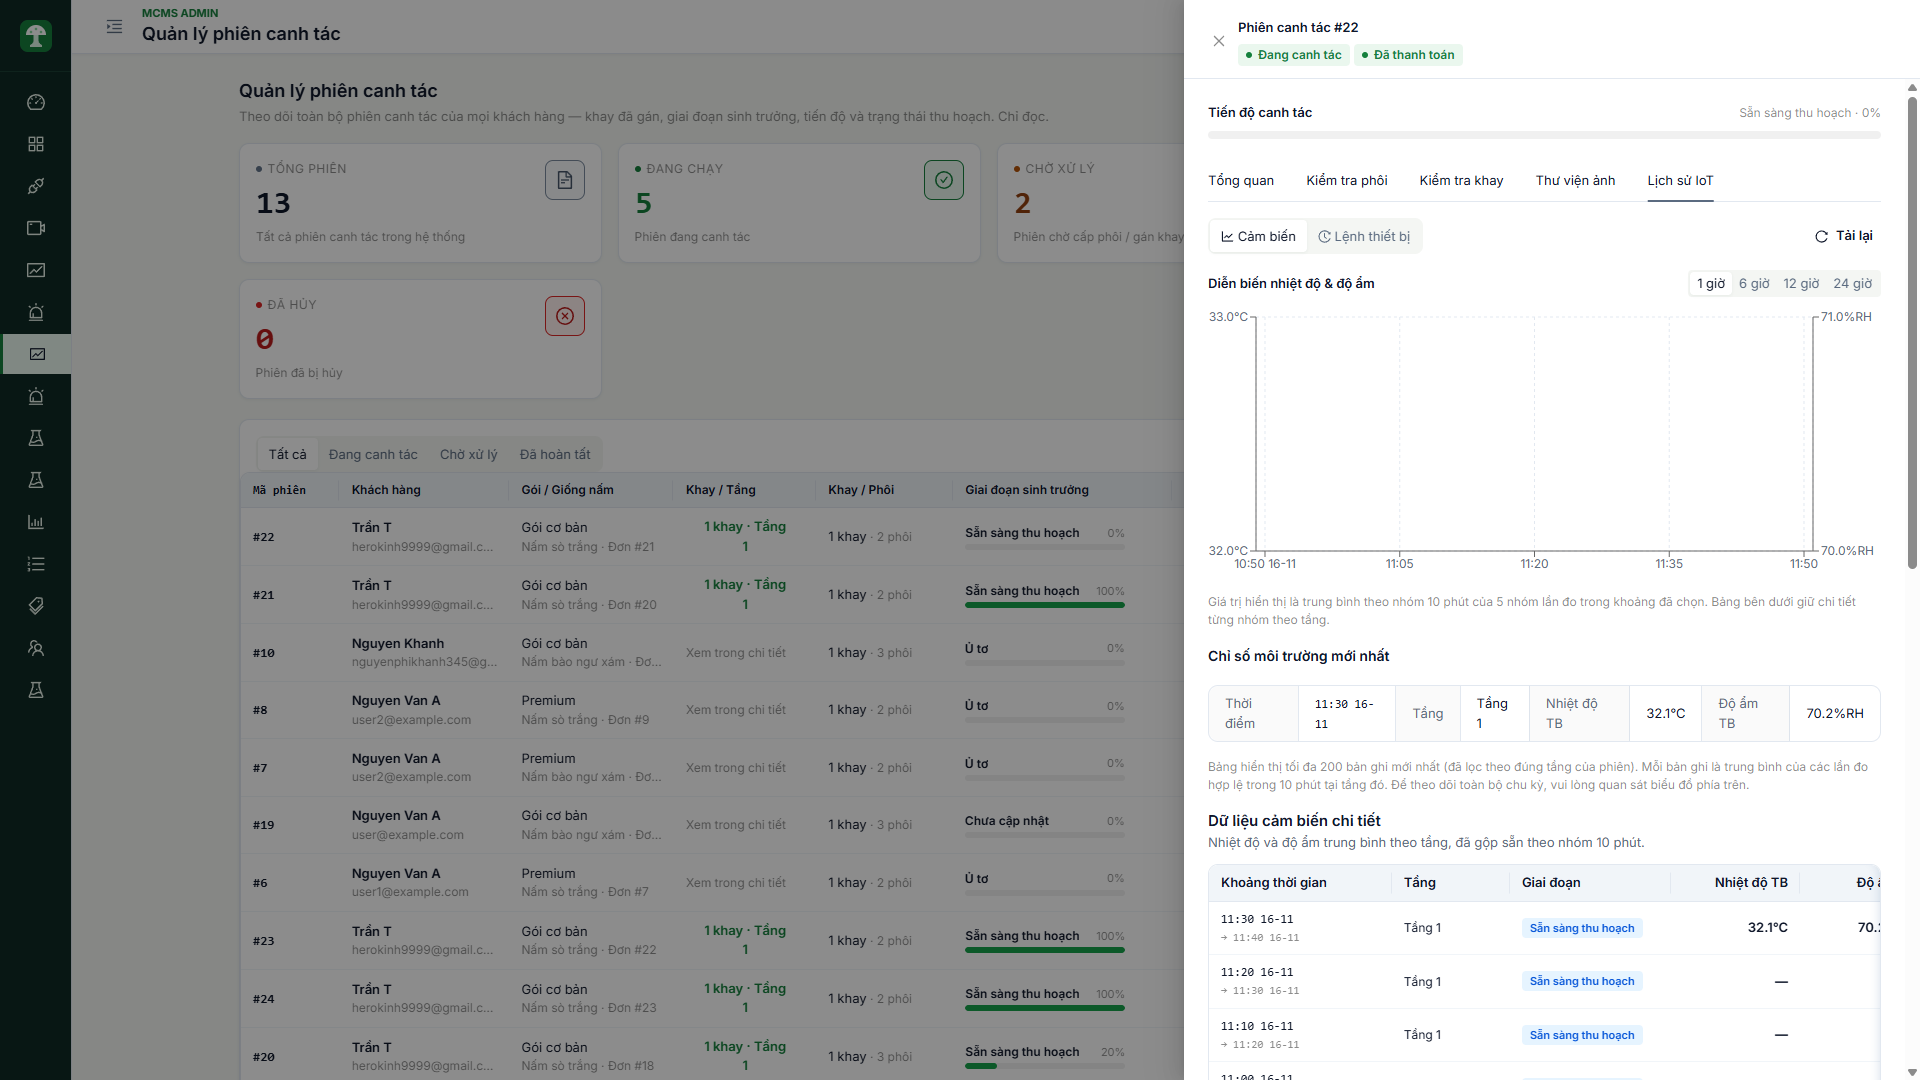 MCMS ADMIN
Quản lý phiên canh tác
Quản lý phiên canh tác
Theo dõi toàn bộ phiên canh tác của mọi khách hàng — khay đã gán, giai đoạn sinh trưởng, tiến độ và trạng thái thu hoạch. Chỉ đọc.
TỔNG PHIÊN
13
Tất cả phiên canh tác trong hệ thống
ĐANG CHẠY
5
Phiên đang canh tác
CHỜ XỬ LÝ
2
Phiên chờ cấp phôi / gán khay
ĐÃ HỦY
0
Phiên đã bị hủy
Tất cả
Đang canh tác
Chờ xử lý
Đã hoàn tất
Mã phiên
Khách hàng
Gói / Giống nấm
Khay / Tầng
Khay / Phôi
Giai đoạn sinh trưởng
#22
Trần T
herokinh9999@gmail.c...
Gói cơ bản
Nấm sò trắng · Đơn #21
1 khay · Tầng
1
1 khay · 2 phôi
Sẵn sàng thu hoạch
0%
#21
Trần T
herokinh9999@gmail.c...
Gói cơ bản
Nấm sò trắng · Đơn #20
1 khay · Tầng
1
1 khay · 2 phôi
Sẵn sàng thu hoạch
100%
#10
Nguyen Khanh
nguyenphikhanh345@g...
Gói cơ bản
Nấm bào ngư xám · Đơ...
Xem trong chi tiết
1 khay · 3 phôi
Ủ tơ
0%
#8
Nguyen Van A
user2@example.com
Premium
Nấm sò trắng · Đơn #9
Xem trong chi tiết
1 khay · 2 phôi
Ủ tơ
0%
#7
Nguyen Van A
user2@example.com
Premium
Nấm bào ngư xám · Đơ...
Xem trong chi tiết
1 khay · 2 phôi
Ủ tơ
0%
#19
Nguyen Van A
user@example.com
Gói cơ bản
Nấm bào ngư xám · Đơ...
Xem trong chi tiết
1 khay · 3 phôi
Chưa cập nhật
0%
#6
Nguyen Van A
user1@example.com
Premium
Nấm sò trắng · Đơn #7
Xem trong chi tiết
1 khay · 2 phôi
Ủ tơ
0%
#23
Trần T
herokinh9999@gmail.c...
Gói cơ bản
Nấm sò trắng · Đơn #22
1 khay · Tầng
1
1 khay · 2 phôi
Sẵn sàng thu hoạch
100%
#24
Trần T
herokinh9999@gmail.c...
Gói cơ bản
Nấm sò trắng · Đơn #23
1 khay · Tầng
1
1 khay · 2 phôi
Sẵn sàng thu hoạch
100%
#20
Trần T
herokinh9999@gmail.c...
Gói cơ bản
Nấm sò trắng · Đơn #18
1 khay · Tầng
1
1 khay · 3 phôi
Sẵn sàng thu hoạch
20%
Phiên canh tác #22
Đang canh tác
Đã thanh toán
Tiến độ canh tác
Sẵn sàng thu hoạch · 0%
Tổng quan
Kiểm tra phôi
Kiểm tra khay
Thư viện ảnh
Lịch sử IoT
Cảm biến
Lệnh thiết bị
Tải lại
Diễn biến nhiệt độ & độ ẩm
1 giờ
6 giờ
12 giờ
24 giờ
33.0°C
71.0%RH
32.0°C
70.0%RH
10:50 16-11
11:05
11:20
11:35
11:50
Giá trị hiển thị là trung bình theo nhóm 10 phút của 5 nhóm lần đo trong khoảng đã chọn. Bảng bên dưới giữ chi tiết
từng nhóm theo tầng.
Chỉ số môi trường mới nhất
Thời
điểm
11:30 16-
11
Tầng
Tầng
1
Nhiệt độ
TB
32.1°C
Độ ẩm
TB
70.2%RH
Bảng hiển thị tối đa 200 bản ghi mới nhất (đã lọc theo đúng tầng của phiên). Mỗi bản ghi là trung bình của các lần đo
hợp lệ trong 10 phút tại tầng đó. Để theo dõi toàn bộ chu kỳ, vui lòng quan sát biểu đồ phía trên.
Dữ liệu cảm biến chi tiết
Nhiệt độ và độ ẩm trung bình theo tầng, đã gộp sẵn theo nhóm 10 phút.
Khoảng thời gian
Tầng
Giai đoạn
Nhiệt độ TB
Độ
11:30 16-11
→ 11:40 16-11
Tầng 1
Sẵn sàng thu hoạch
32.1°C
70.
11:20 16-11
→ 11:30 16-11
Tầng 1
Sẵn sàng thu hoạch
—
11:10 16-11
→ 11:20 16-11
Tầng 1
Sẵn sàng thu hoạch
—
11:00 16-11